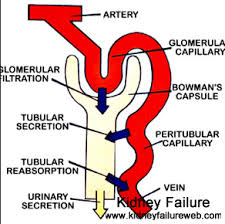 ARTERY
GLOMERULAR
CAPILLARY
GLOMERULAR
FILTRATION
BOWMAN'S
CAPSULE
TUBULAR
SECRETION
PERITUBULAR
CAPILLARY
TUBULAR
REABSORPTION
URINARY
SECRETION
VEIN
Kidney Failure
www.kidneyfailureweb.com